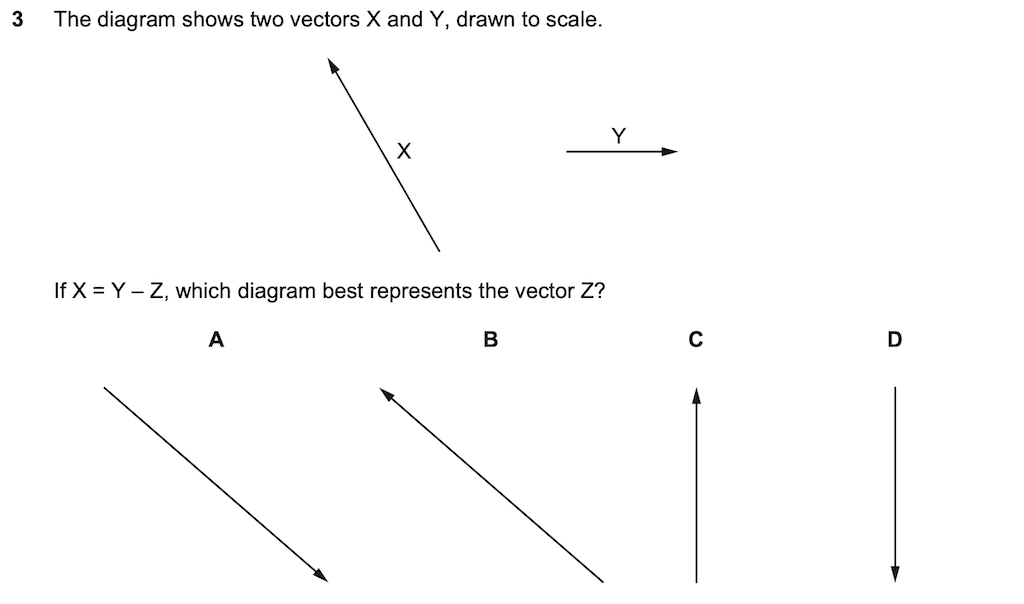 3 The diagram shows two vectors X and Y, drawn to scale.
Y
X
If X = Y – Z, which diagram best represents the vector Z?
A B C D